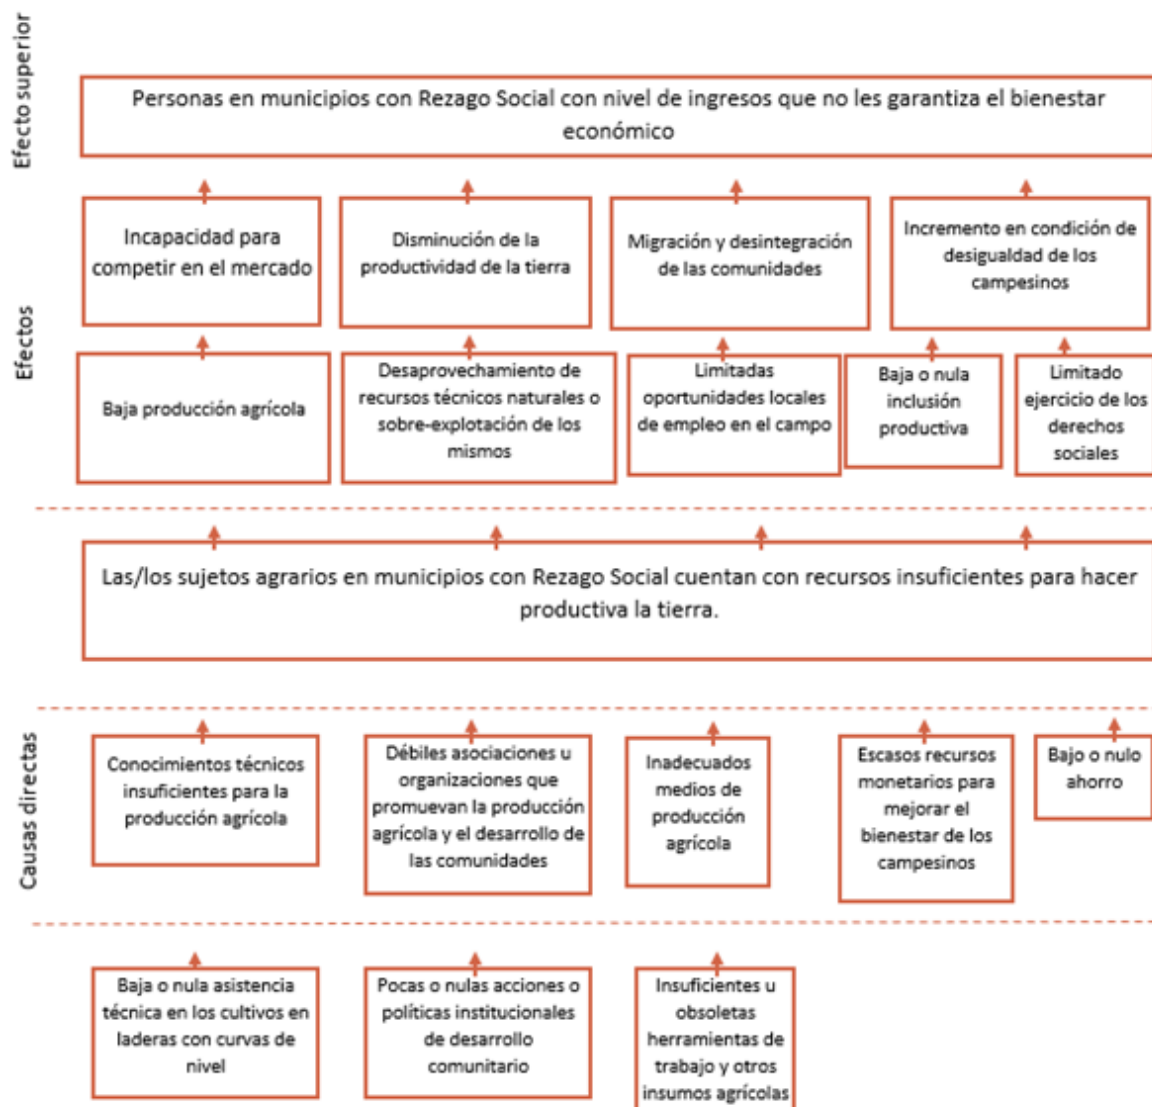 Efecto superior
Personas en municipios con Rezago Social con nivel de ingresos que no les garantiza el bienestar
económico
Efectos
Incapacidad para
competir en el mercado
Disminución de la
productividad de la tierra
Migración y desintegración
de las comunidades
Incremento en condición de
desigualdad de los
campesinos
Baja producción agrícola
Desaprovechamiento de
recursos técnicos naturales o
sobre-explotación de los
mismos
Limitadas
oportunidades locales
de empleo en el campo
Baja o nula
inclusión
productiva
Limitado
ejercicio de los
derechos
sociales
Las/los sujetos agrarios en municipios con Rezago Social cuentan con recursos insuficientes para hacer
productiva la tierra.
Causas directas
Conocimientos técnicos
insuficientes para la
producción agrícola
Débiles asociaciones u
organizaciones que
promuevan la producción
agrícola y el desarrollo de
las comunidades
Inadecuados
medios de
producción
agrícola
Escasos recursos
monetarios para
mejorar el
bienestar de los
campesinos
Bajo o nulo
ahorro
Baja o nula asistencia
técnica en los cultivos en
laderas con curvas de
nivel
Pocas o nulas acciones o
políticas institucionales
de desarrollo
comunitario
Insuficientes u
obsoletas
herramientas de
trabajo y otros
insumos agrícolas